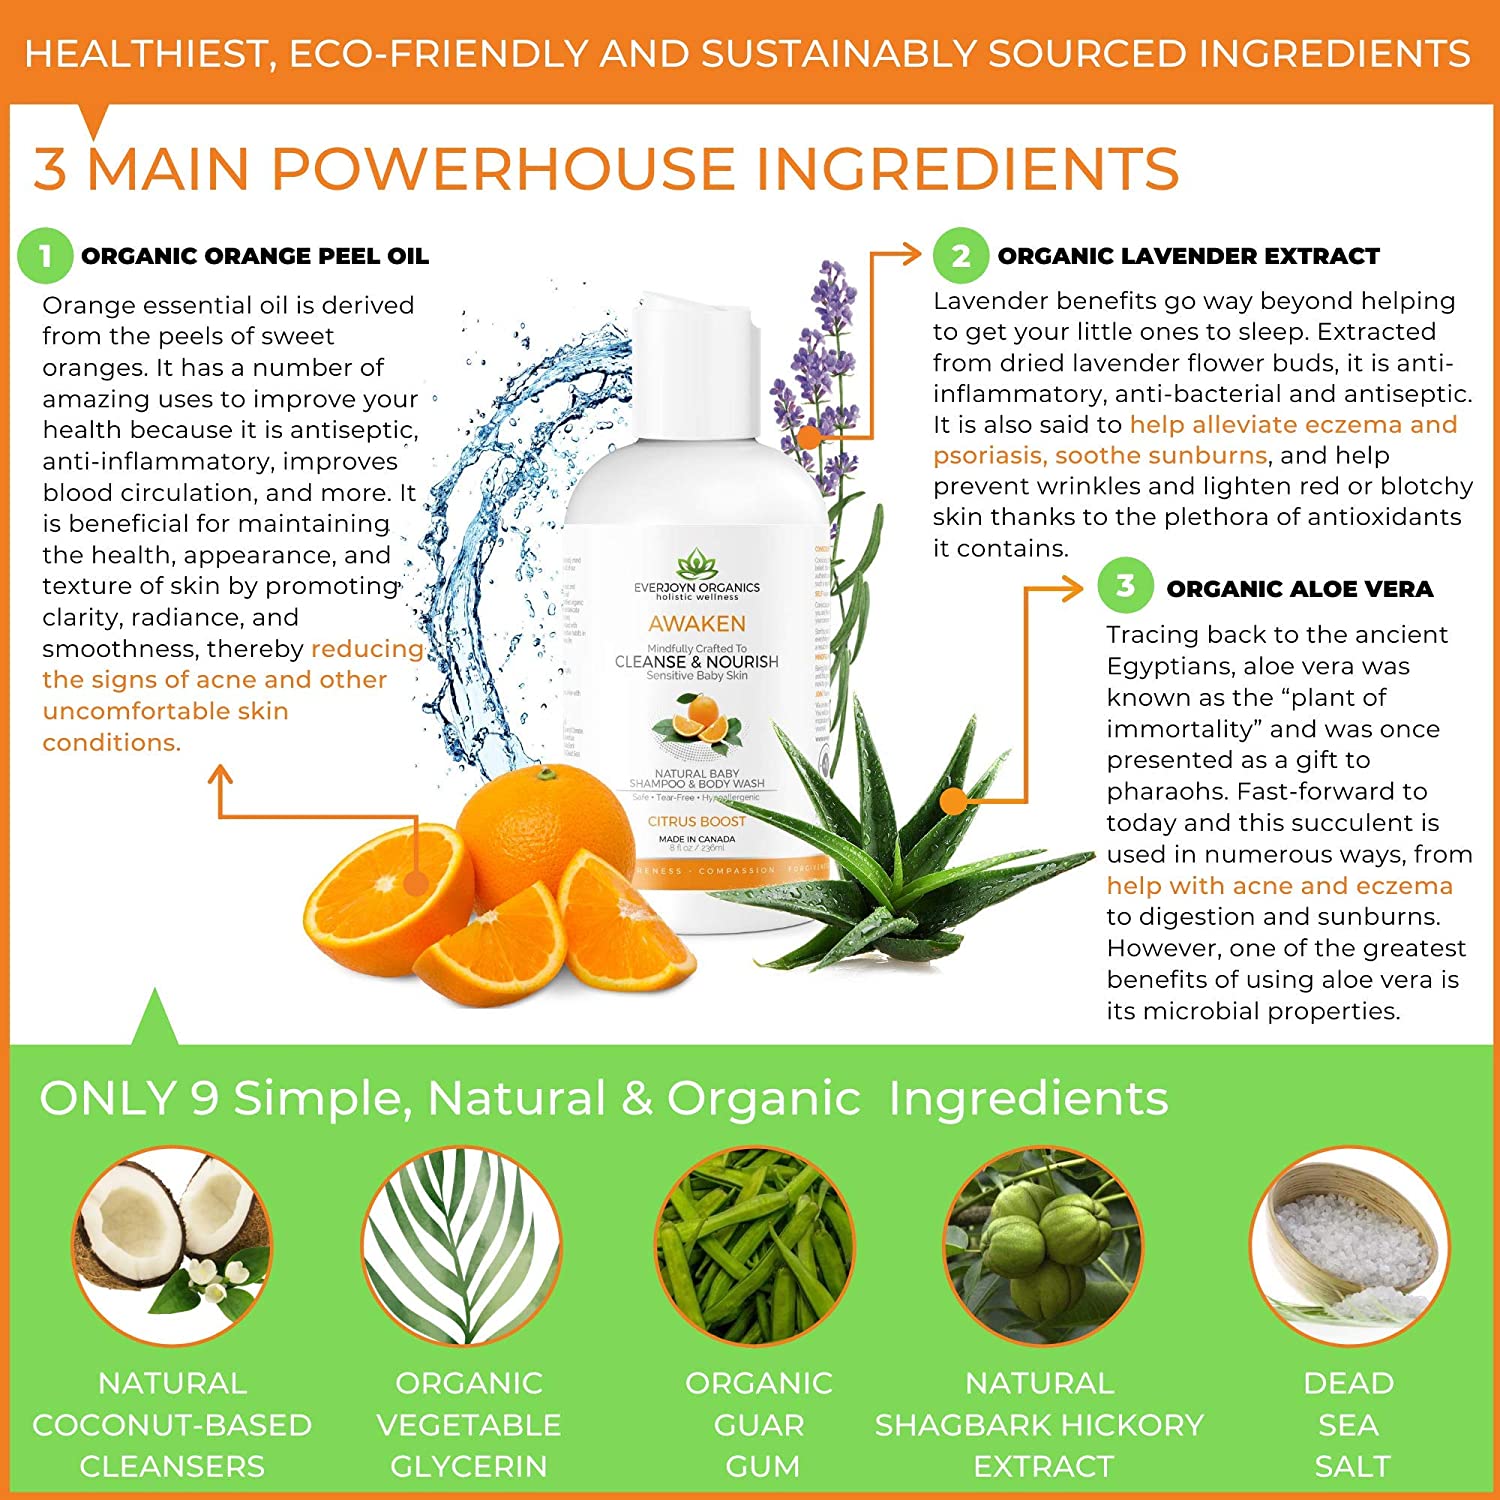 HEALTHIEST, ECO-FRIENDLY AND SUSTAINABLY SOURCED INGREDIENTS
3 MAIN POWERHOUSE INGREDIENTS
1 ORGANIC ORANGE PEEL OIL
Orange essential oil is derived
from the peels of sweet
oranges. It has a number of
amazing uses to improve your
health because it is antiseptic,
anti-inflammatory, improves
blood circulation, and more. It
is beneficial for maintaining
the health, appearance, and
texture of skin by promoting
clarity, radiance, and
smoothness, thereby reducing
the signs of acne and other
uncomfortable skin
conditions.
2 ORGANIC LAVENDER EXTRACT
Lavender benefits go way beyond helping
to get your little ones to sleep. Extracted
from dried lavender flower buds, it is anti-
inflammatory, anti-bacterial and antiseptic.
It is also said to help alleviate eczema and
psoriasis, soothe sunburns, and help
prevent wrinkles and lighten red or blotchy
skin thanks to the plethora of antioxidants
it contains.
3 ORGANIC ALOE VERA
Tracing back to the ancient
Egyptians, aloe vera was
known as the “plant of
immortality” and was once
presented as a gift to
pharaohs. Fast-forward to
today and this succulent is
used in numerous ways, from
help with acne and eczema
to digestion and sunburns.
However, one of the greatest
benefits of using aloe vera is
its microbial properties.
EVERJOYN ORGANICS
holistic wellness
AWAKEN
Mindfully Crafted To
CLEANSE & NOURISH
Sensitive Baby Skin
NATURAL BABY
SHAMPOO & BODY WASH
Safe • Tear-Free • Hypoallergenic
CITRUS BOOST
MADE IN CANADA
8 fl oz / 236ml
COMPASSION
ONLY 9 Simple, Natural & Organic Ingredients
NATURAL
COCONUT-BASED
CLEANSERS
ORGANIC
VEGETABLE
GLYCERIN
ORGANIC
GUAR
GUM
NATURAL
SHAGBARK HICKORY
EXTRACT
DEAD
SEA
SALT